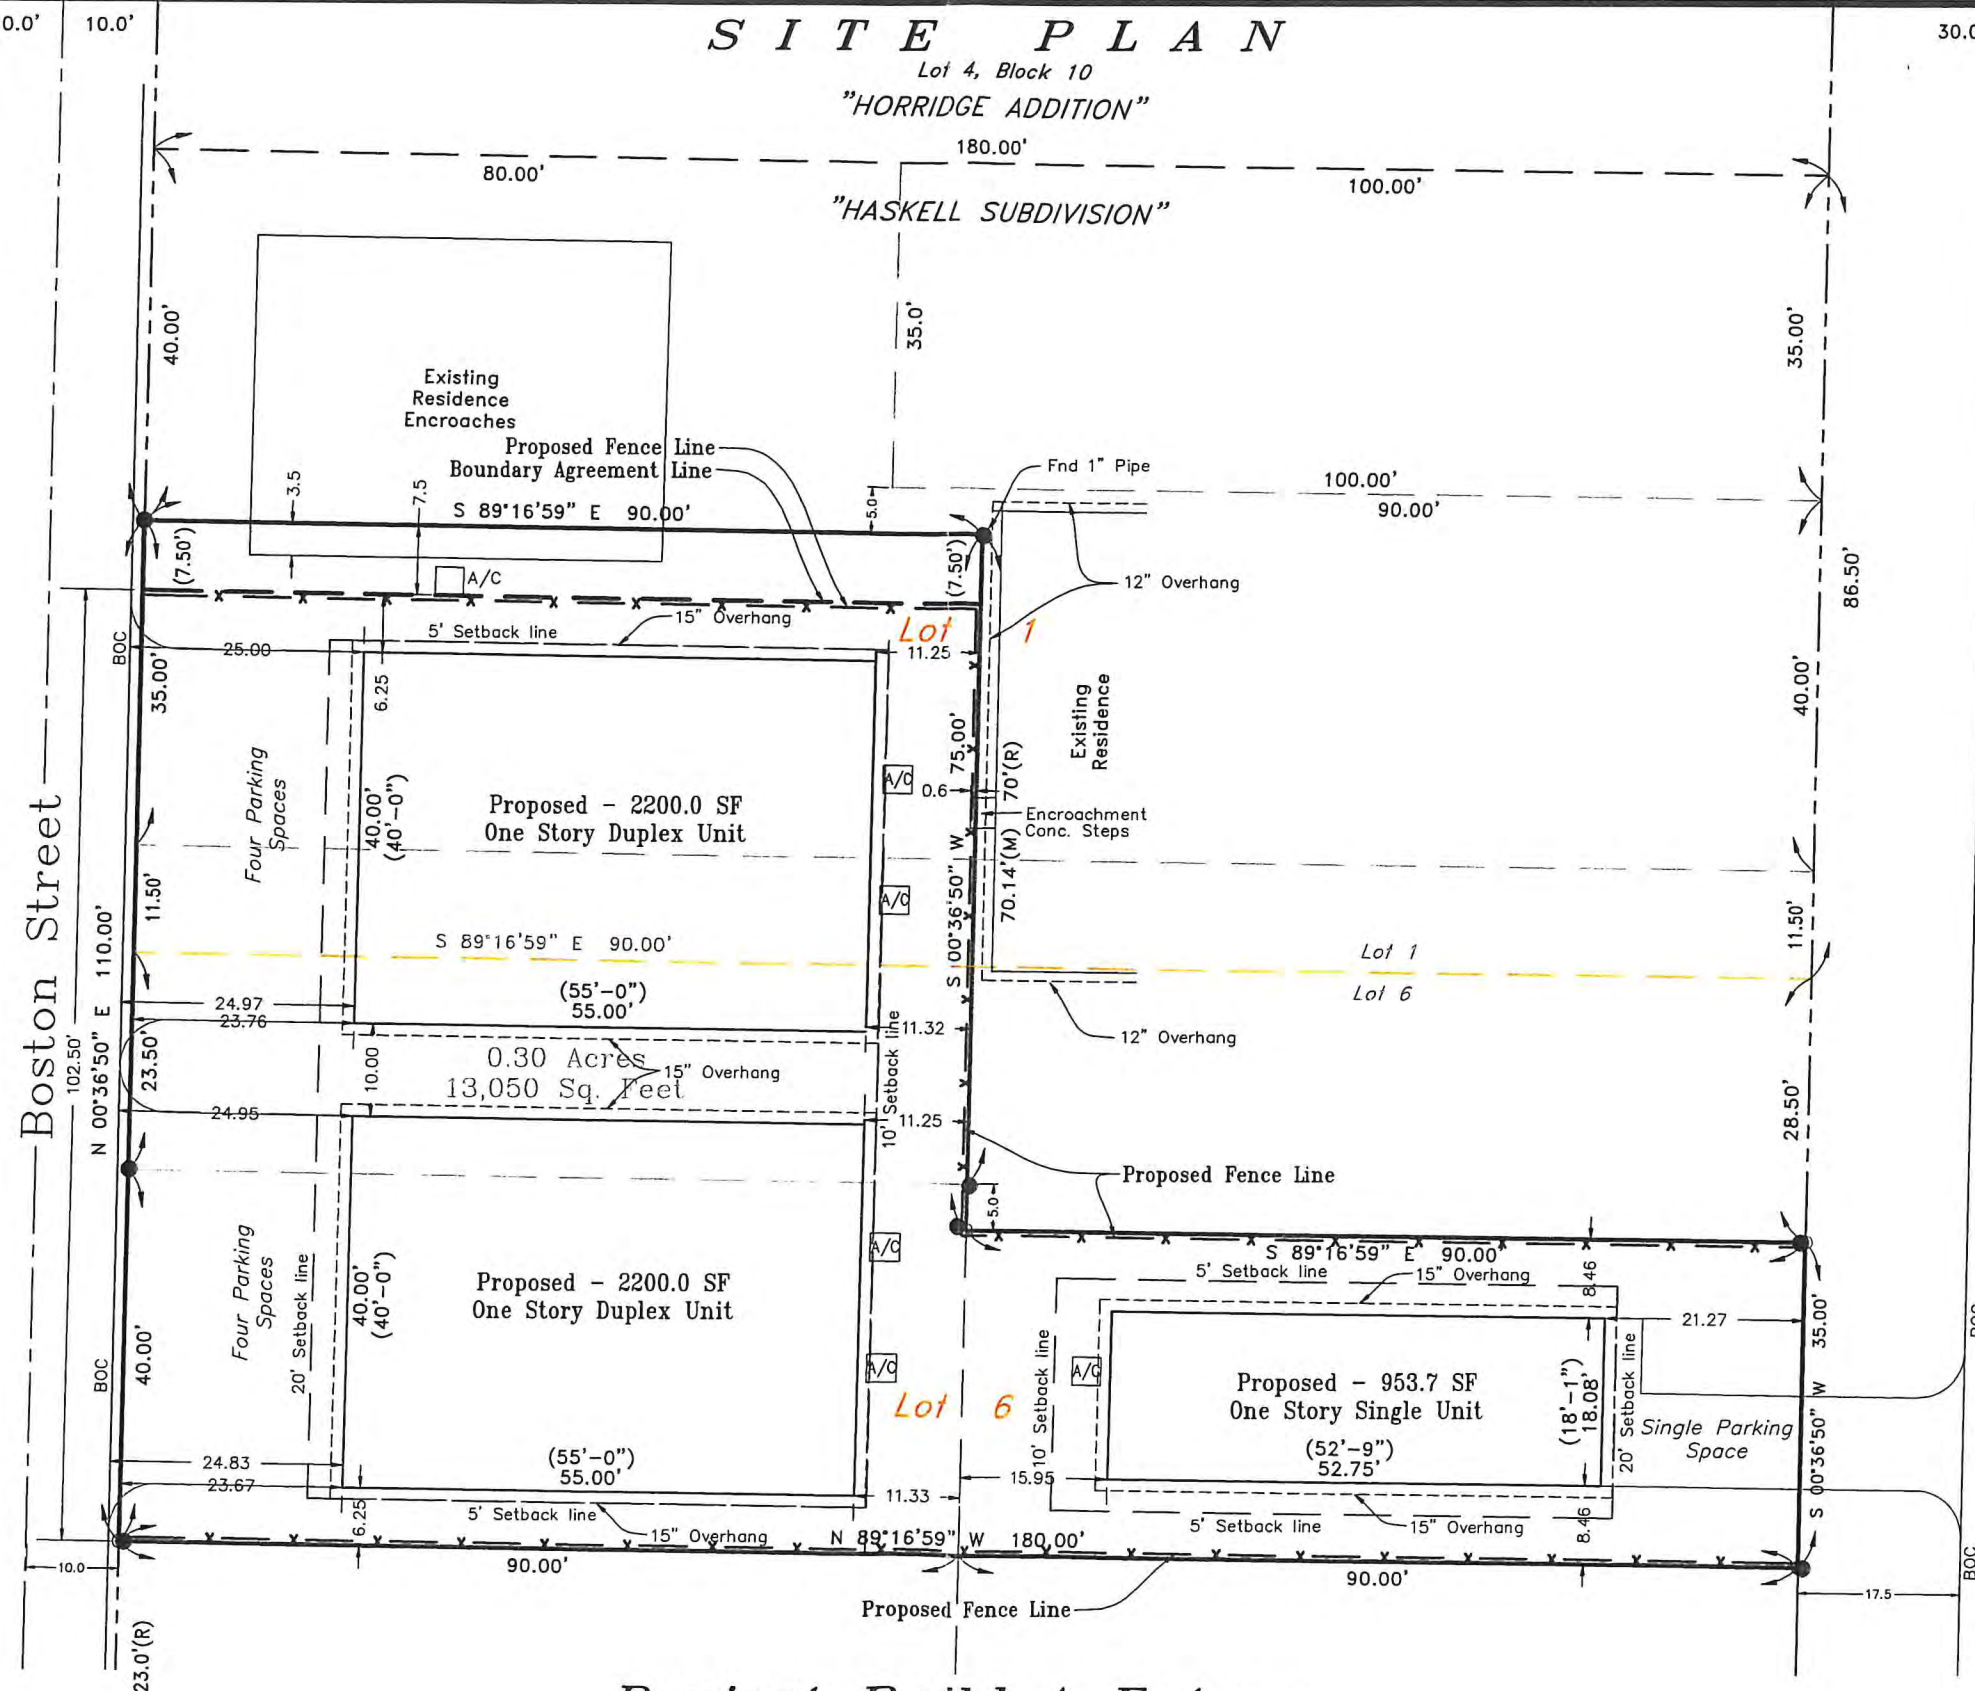 0.0' 10.0'
SITE PLAN
30.0
Lot 4, Block 10
"HORRIDGE ADDITION"
180.00'
80.00'
100.00'
"HASKELL SUBDIVISION"
40.00'
35.0'
35.00'
Existing
Residence
Encroaches
Proposed Fence Line
Boundary Agreement Line
3.5
7.5
S 89°16'59" E 90.00'
5.0
Fnd 1" Pipe
100.00'
90.00'
(7.50')
(7.50')
A/C
12" Overhang
86.50'
5' Setback line
15" Overhang
Lot 1
BOC
25.00
11.25
35.00'
6.25
40.00'
Existing
Residence
75.00'
70'(R)
Four Parking
Spaces
40.00'
(40'-0")
Proposed - 2200.0 SF
One Story Duplex Unit
A/C
0.6
Encroachment
Conc. Steps
70.14'(M)
A/C
11.50'
11.50'
S 00°36'50" W
S 89°16'59" E 90.00'
Lot 1
Lot 6
Boston Street
102.50'
N 00°36'50" E 110.00'
24.97
23.76
(55'-0")
55.00'
11.32
12" Overhang
23.50'
10.00
0.30 Acres
13,050 Sq. Feet
15" Overhang
10' Setback line
24.95
11.25
28.50'
Proposed Fence Line
5.0
S 89°16'59" E 90.00'
5' Setback line
15" Overhang
8.46
Four Parking
Spaces
20' Setback line
40.00'
(40'-0")
Proposed - 2200.0 SF
One Story Duplex Unit
A/C
A/C
21.27
35.00'
BOC
40.00'
10' Setback line
A/C
Proposed - 953.7 SF
One Story Single Unit
(18'-1")
18.08'
20' Setback line
Single Parking
Space
Lot 6
(52'-9")
52.75'
S 00°36'50" W
24.83
23.67
(55'-0")
55.00'
11.33
15.95
6.25
5' Setback line
15" Overhang
5' Setback line
15" Overhang
8.46
N 89°16'59" W 180.00'
10.0
90.00'
90.00'
17.5
BOC
Proposed Fence Line
23.0'(R)